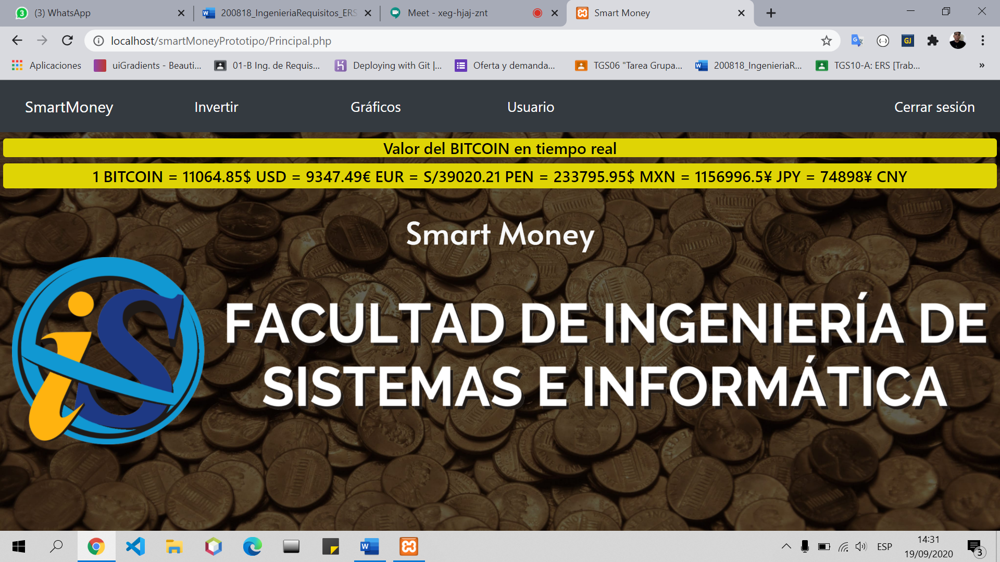 (3) WhatsApp
200818_IngenieriaRequisitos_ERS
Meet - xeg-hjaj-znt
Smart Money
localhost/smartMoneyPrototipo/Principal.php
Aplicaciones
uiGradients - Beauti...
01-B Ing. de Requis...
Deploying with Git |...
Oferta y demanda...
TGS06 "Tarea Grupa...
200818_IngenieriaR...
TGS10-A: ERS [Trab...
»
SmartMoney
Invertir
Gráficos
Usuario
Cerrar sesión
Valor del BITCOIN en tiempo real
1 BITCOIN = 11064.85$ USD = 9347.49€ EUR = S/39020.21 PEN = 233795.95$ MXN = 1156996.5¥ JPY = 74898¥ CNY
Smart Money
iS
FACULTAD DE INGENIERÍA DE
SISTEMAS E INFORMÁTICA
ESP
14:31
19/09/2020
3